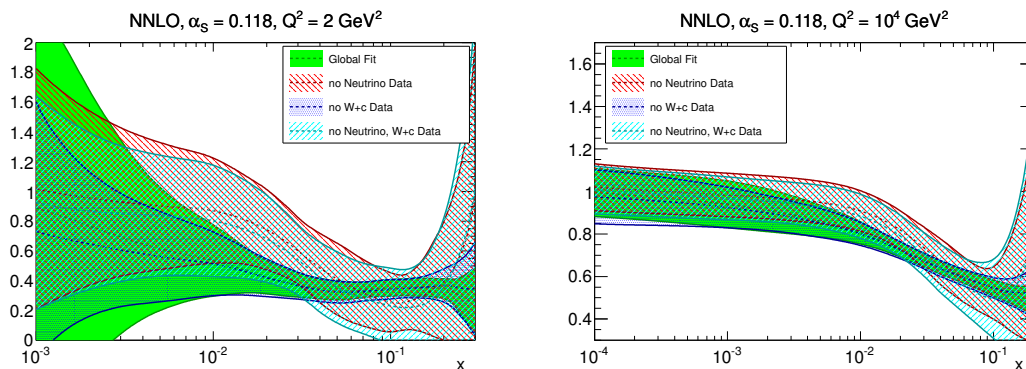 NNLO, α_S = 0.118, Q² = 2 GeV²
2
1.8
1.6
1.4
1.2
1
0.8
0.6
0.4
0.2
0
Global Fit
no Neutrino Data
no W+c Data
no Neutrino, W+c Data
10⁻³
10⁻²
10⁻¹
x
NNLO, α_S = 0.118, Q² = 10⁴ GeV²
1.6
1.4
1.2
1
0.8
0.6
0.4
Global Fit
no Neutrino Data
no W+c Data
no Neutrino, W+c Data
10⁻⁴
10⁻³
10⁻²
10⁻¹
x